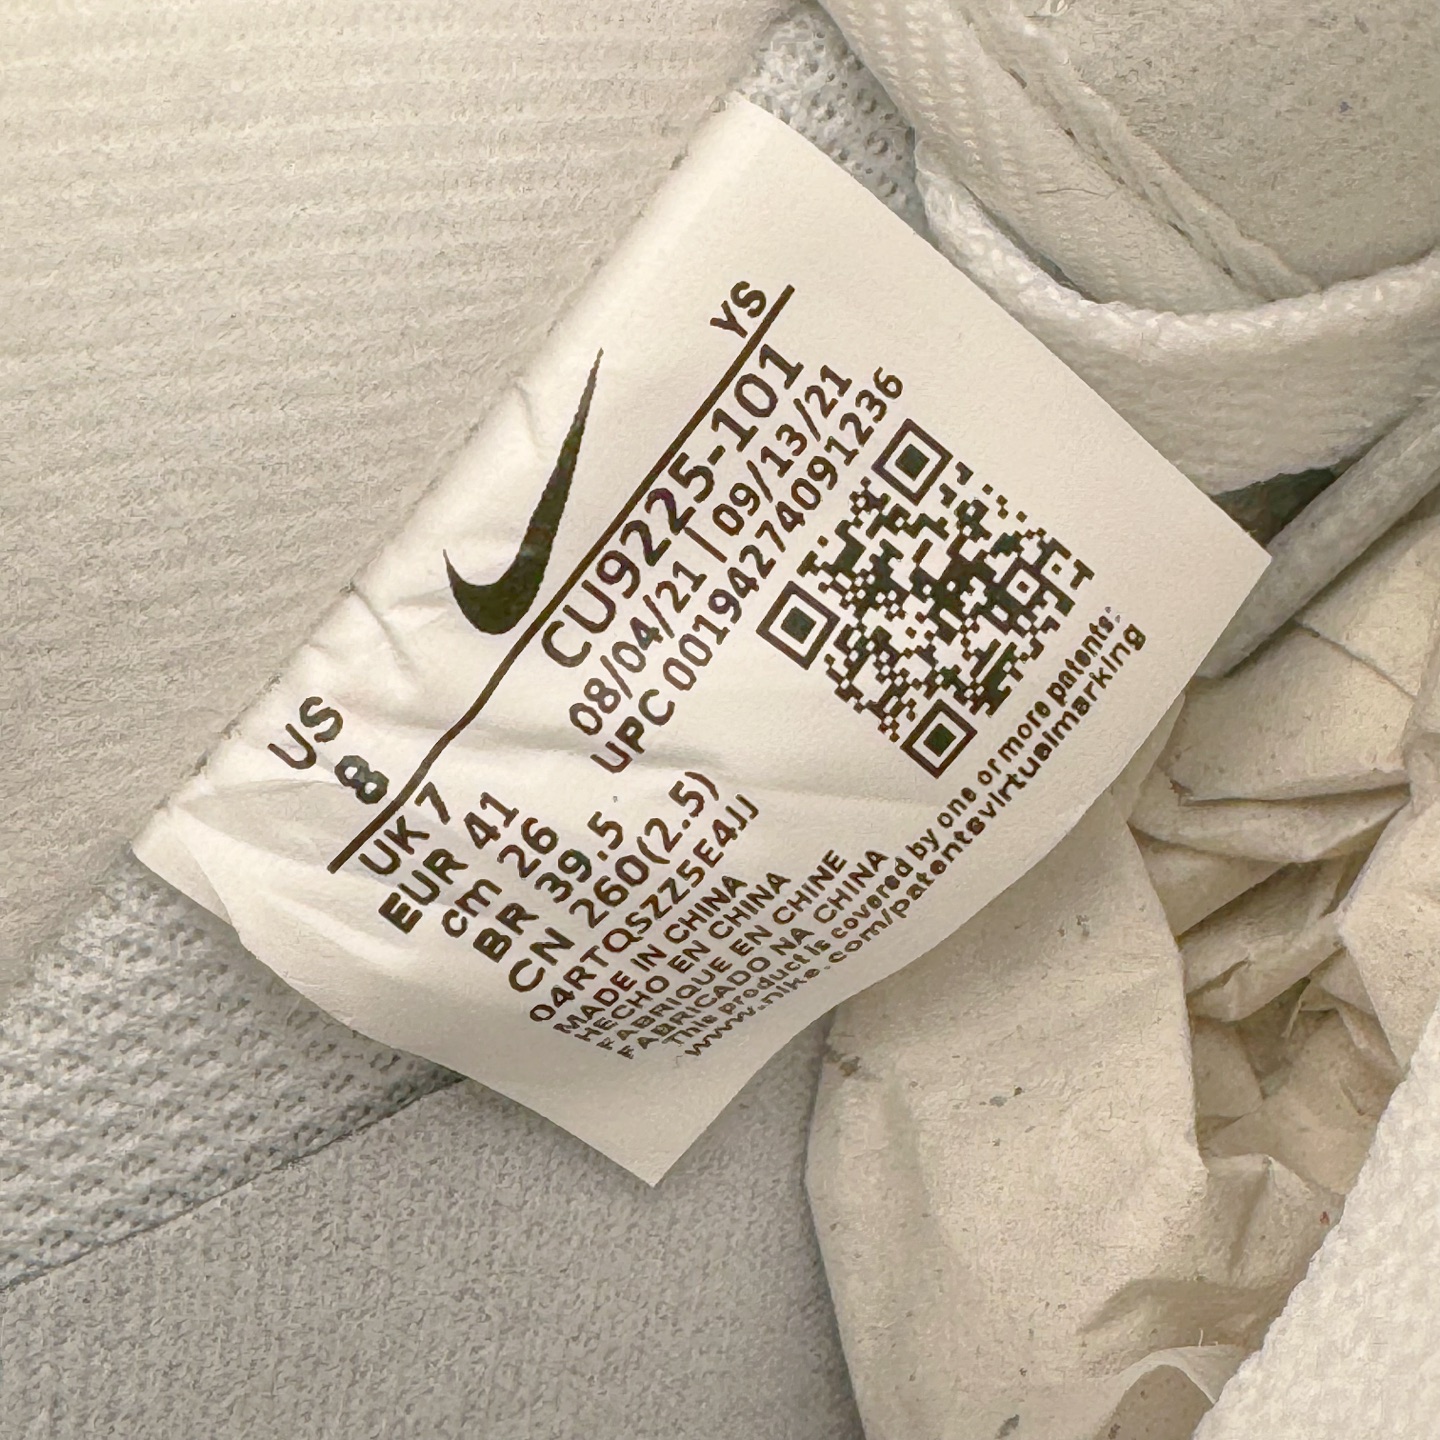 US YS
8
CU9225-101
08/04/21 | 09/13/21
UPC 00194274091236
UK 7
EUR 41
cm 26
BR 39.5
CN 260(2.5)
04RTQSZZ5E4JJ
MADE IN CHINA
HECHO EN CHINA
FABRIQUE EN CHINE
FABRICADO NA CHINA
This product is covered by one or more patents.
www.nike.com/patentsvirtualmarking